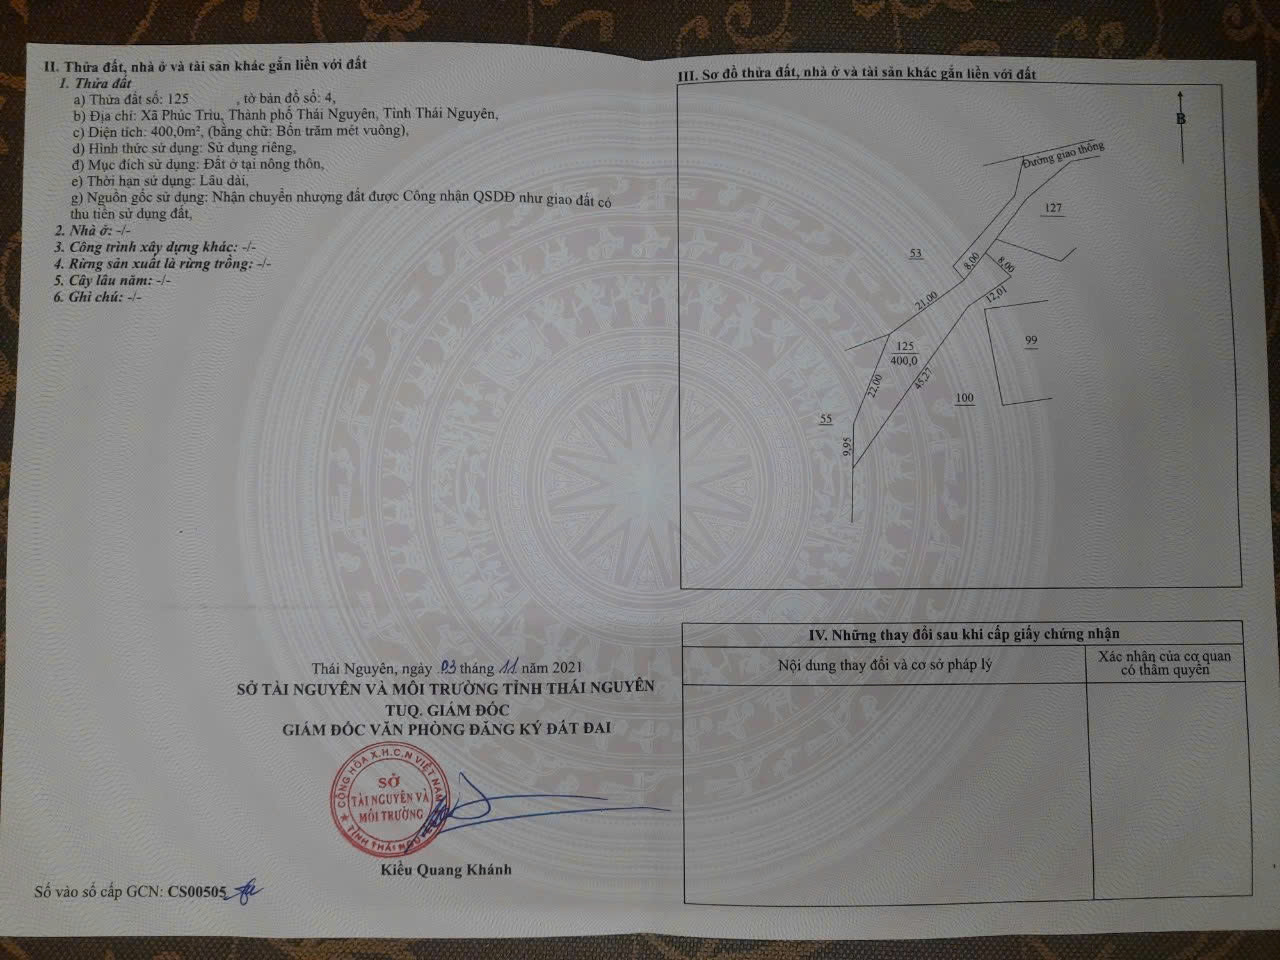 II. Thửa đất, nhà ở và tài sản khác gắn liền với đất
1. Thửa đất
a) Thửa đất số: 125 , tờ bản đồ số: 4,
b) Địa chỉ: Xã Phúc Trìu, Thành phố Thái Nguyên, Tỉnh Thái Nguyên,
c) Diện tích: 400,0m², (bằng chữ: Bốn trăm mét vuông),
d) Hình thức sử dụng: Sử dụng riêng,
đ) Mục đích sử dụng: Đất ở tại nông thôn,
e) Thời hạn sử dụng: Lâu dài,
g) Nguồn gốc sử dụng: Nhận chuyển nhượng đất được Công nhận QSDĐ như giao đất có
thu tiền sử dụng đất,
2. Nhà ở: -/-
3. Công trình xây dựng khác: -/-
4. Rừng sản xuất là rừng trồng: -/-
5. Cây lâu năm: -/-
6. Ghi chú: -/-
Thái Nguyên, ngày 03 tháng 11 năm 2021
SỞ TÀI NGUYÊN VÀ MÔI TRƯỜNG TỈNH THÁI NGUYÊN
TUQ. GIÁM ĐỐC
GIÁM ĐỐC VĂN PHÒNG ĐĂNG KÝ ĐẤT ĐAI
CỘNG HÒA X.H.C.N VIỆT NAM
SỞ
TÀI NGUYÊN VÀ
MÔI TRƯỜNG
TỈNH THÁI NGUYÊN
Kiều Quang Khánh
Số vào sổ cấp GCN: CS00505
III. Sơ đồ thửa đất, nhà ở và tài sản khác gắn liền với đất
B
Đường giao thông
127
53
8,00
8,00
12,01
21,00
99
125
400,0
22,00
45,27
100
55
9,95
IV. Những thay đổi sau khi cấp giấy chứng nhận
Nội dung thay đổi và cơ sở pháp lý
Xác nhận của cơ quan
có thẩm quyền